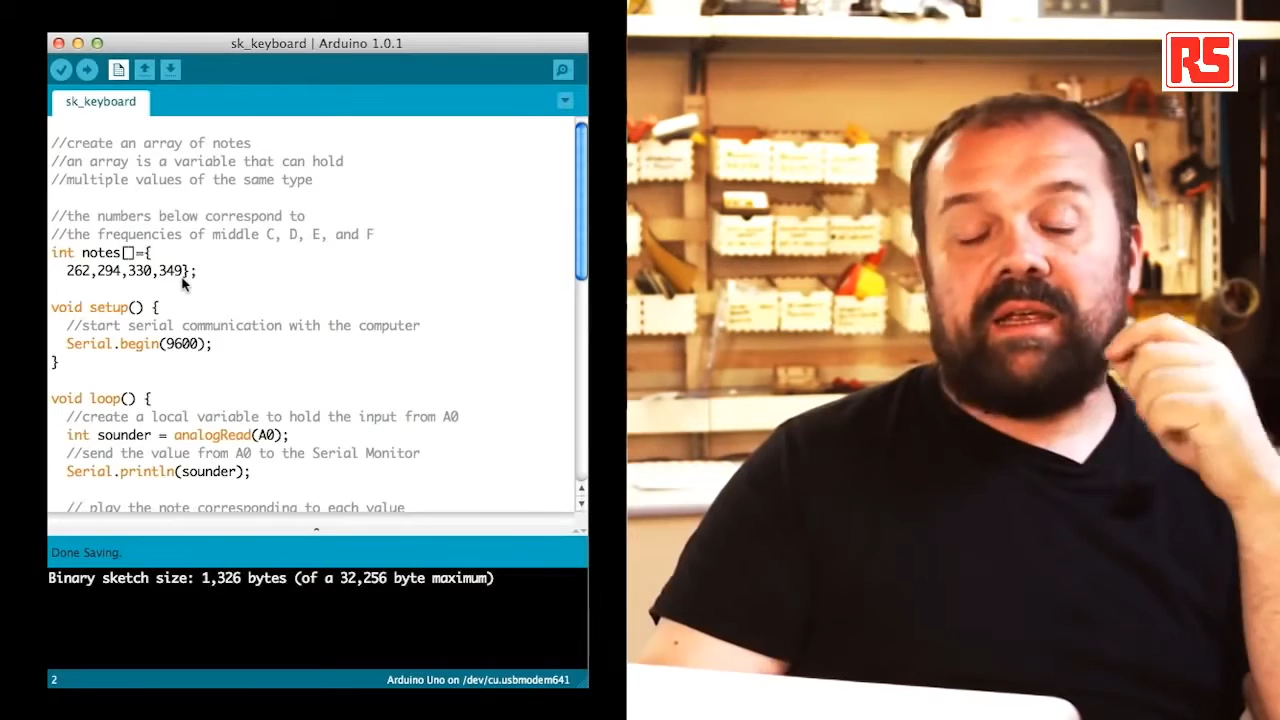 sk_keyboard | Arduino 1.0.1
sk_keyboard
//create an array of notes
//an array is a variable that can hold
//multiple values of the same type
//the numbers below correspond to
//the frequencies of middle C, D, E, and F
int notes[]={
262,294,330,349};
void setup() {
//start serial communication with the computer
Serial.begin(9600);
}
void loop() {
//create a local variable to hold the input from A0
int sounder = analogRead(A0);
//send the value from A0 to the Serial Monitor
Serial.println(sounder);
// play the note corresponding to each value
Done Saving.
Binary sketch size: 1,326 bytes (of a 32,256 byte maximum)
2
Arduino Uno on /dev/cu.usbmodem641
RS